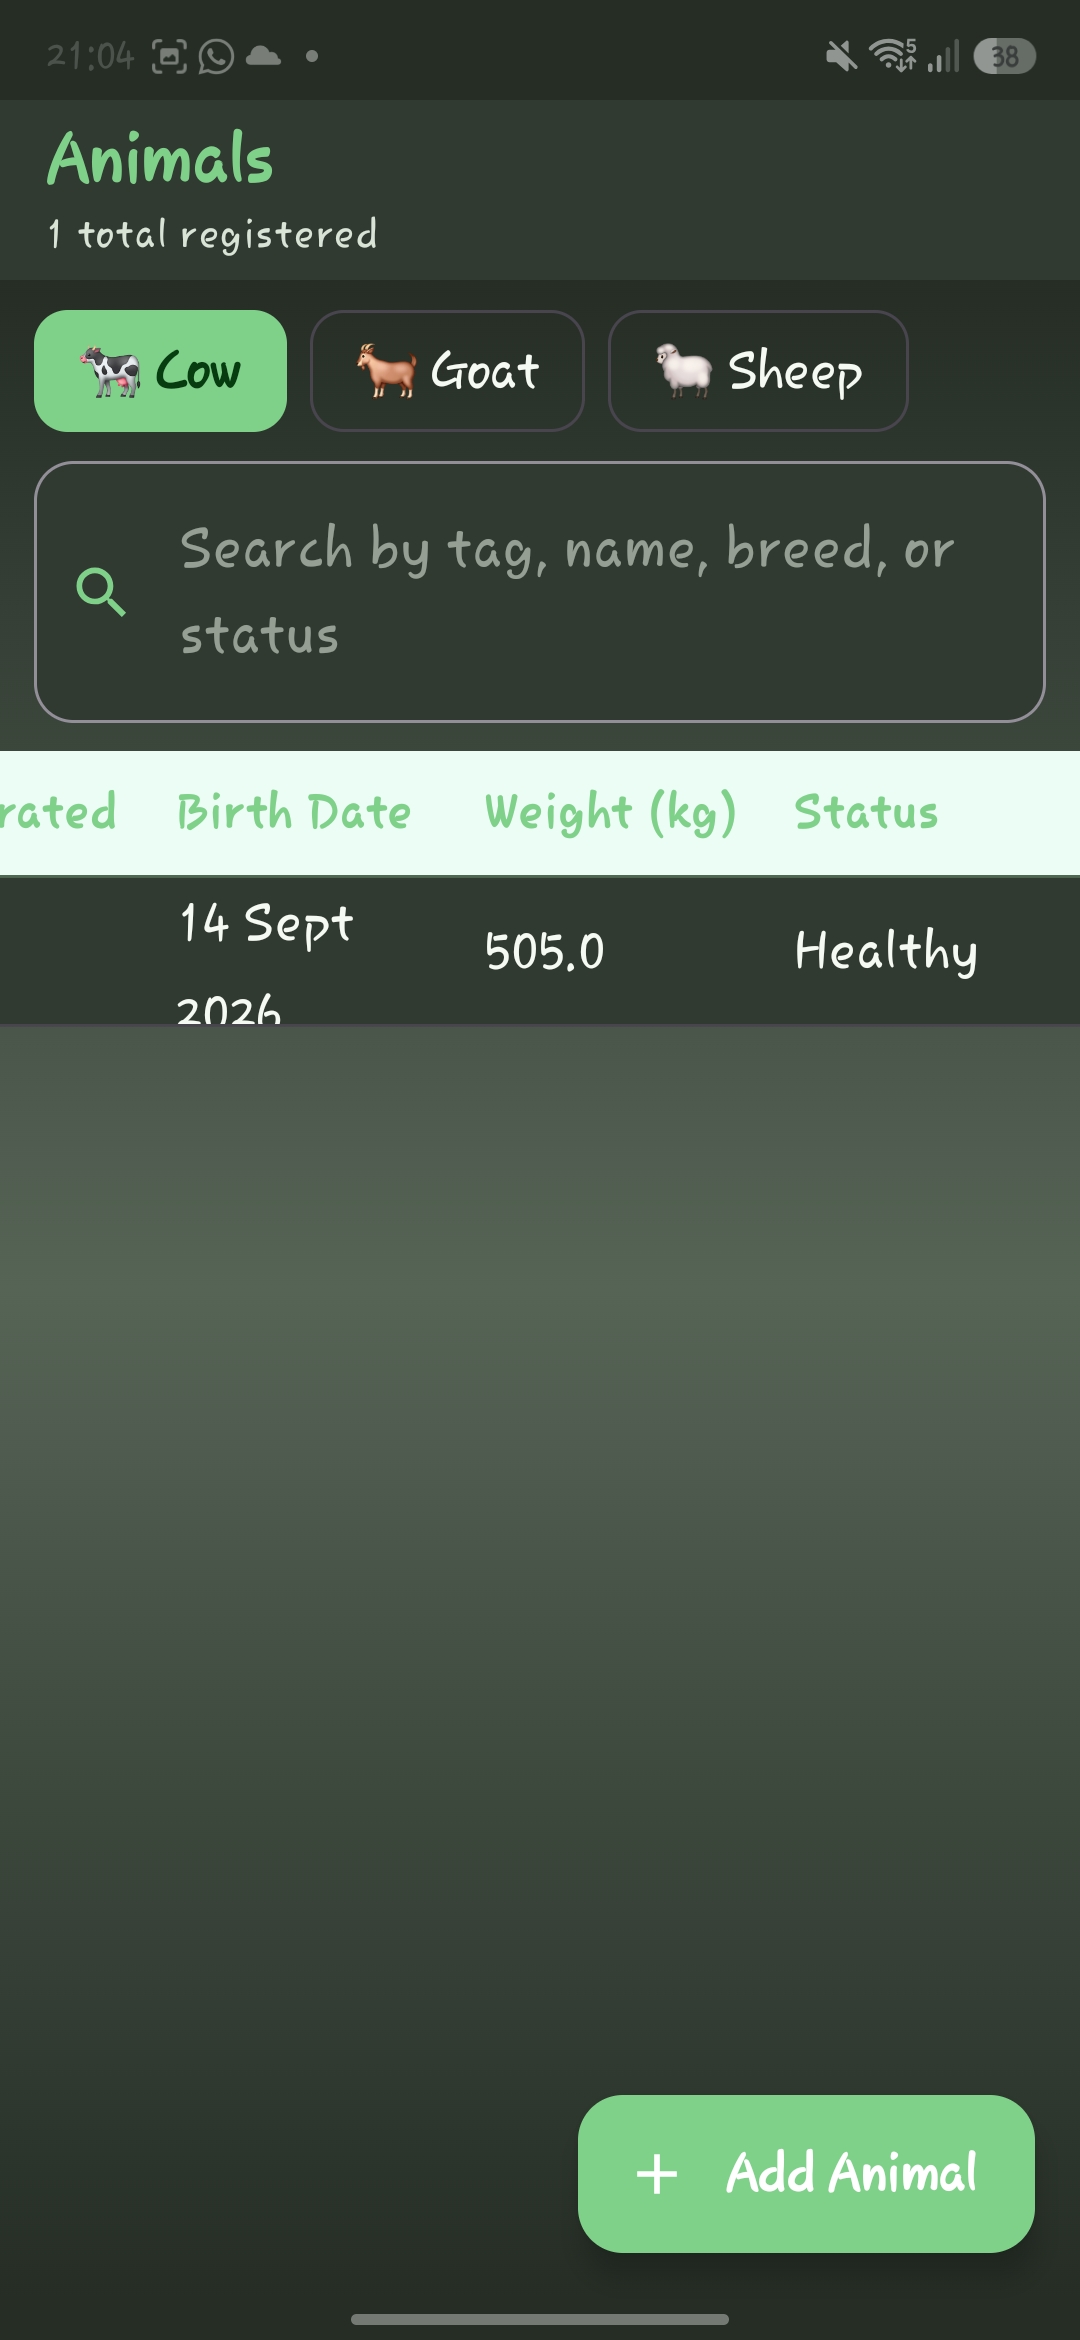 21:04
5
38
Animals
1 total registered
Cow
Goat
Sheep
Search by tag, name, breed, or
status
rated Birth Date Weight (kg) Status
14 Sept
2026
505.0
Healthy
+ Add Animal